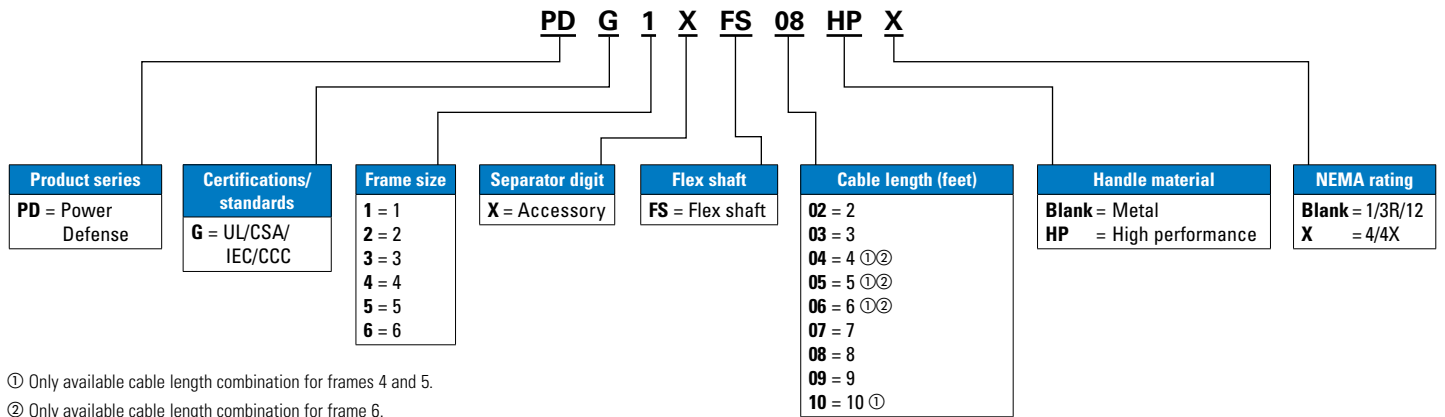 PD G 1 X FS 08 HP X
Product series
PD = Power
Defense
Certifications/
standards
G = UL/CSA/
IEC/CCC
Frame size
1 = 1
2 = 2
3 = 3
4 = 4
5 = 5
6 = 6
Separator digit
X = Accessory
Flex shaft
FS = Flex shaft
Cable length (feet)
02 = 2
03 = 3
04 = 4 ①②
05 = 5 ①②
06 = 6 ①②
07 = 7
08 = 8
09 = 9
10 = 10 ①
Handle material
Blank = Metal
HP = High performance
NEMA rating
Blank = 1/3R/12
X = 4/4X
① Only available cable length combination for frames 4 and 5.
② Only available cable length combination for frame 6.